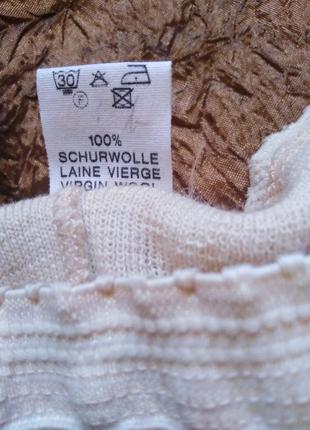 30
F
100%
SCHURWOLLE
LAINE VIERGE
VIRGIN WOOL